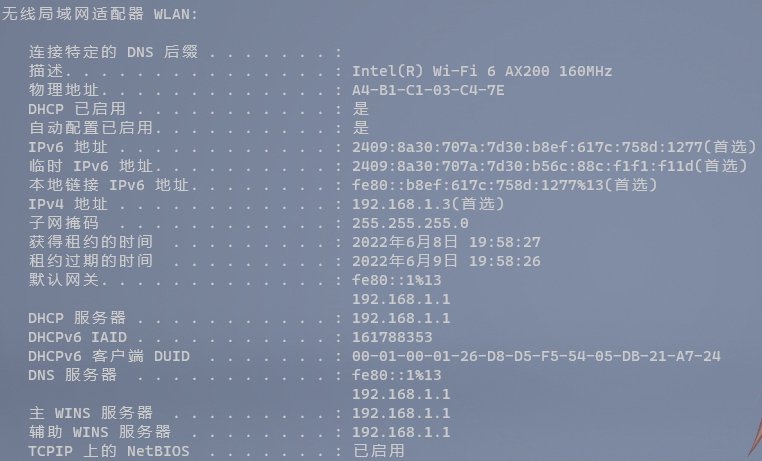 无线局域网适配器 WLAN:
连接特定的 DNS 后缀 . . . . . . . :
描述. . . . . . . . . . . . . . . : Intel(R) Wi-Fi 6 AX200 160MHz
物理地址. . . . . . . . . . . . . : A4-B1-C1-03-C4-7E
DHCP 已启用 . . . . . . . . . . . : 是
自动配置已启用. . . . . . . . . . : 是
IPv6 地址 . . . . . . . . . . . . : 2409:8a30:707a:7d30:b8ef:617c:758d:1277(首选)
临时 IPv6 地址. . . . . . . . . . : 2409:8a30:707a:7d30:b56c:88c:f1f1:f11d(首选)
本地链接 IPv6 地址. . . . . . . . : fe80::b8ef:617c:758d:1277%13(首选)
IPv4 地址 . . . . . . . . . . . . : 192.168.1.3(首选)
子网掩码  . . . . . . . . . . . . : 255.255.255.0
获得租约的时间  . . . . . . . . . : 2022年6月8日 19:58:27
租约过期的时间  . . . . . . . . . : 2022年6月9日 19:58:26
默认网关. . . . . . . . . . . . . : fe80::1%13
192.168.1.1
DHCP 服务器 . . . . . . . . . . . : 192.168.1.1
DHCPv6 IAID . . . . . . . . . . . : 161788353
DHCPv6 客户端 DUID  . . . . . . . : 00-01-00-01-26-D8-D5-F5-54-05-DB-21-A7-24
DNS 服务器  . . . . . . . . . . . : fe80::1%13
192.168.1.1
主 WINS 服务器  . . . . . . . . . : 192.168.1.1
辅助 WINS 服务器  . . . . . . . . : 192.168.1.1
TCPIP 上的 NetBIOS  . . . . . . . : 已启用